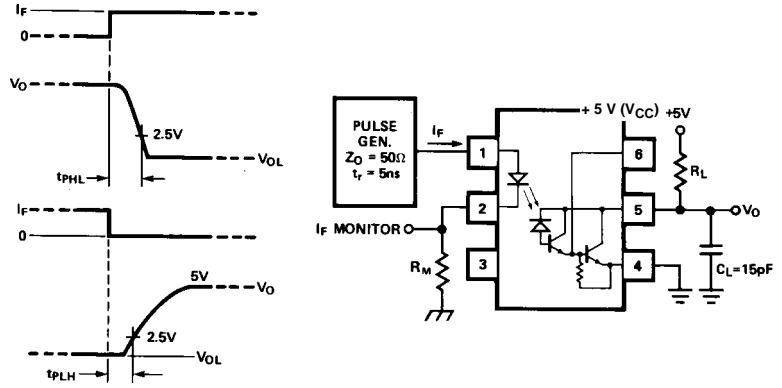 IF
0
VO
2.5V
VOL
tPHL
IF
0
5V
VO
2.5V
VOL
tPLH
PULSE
GEN.
ZO = 50Ω
tr = 5ns
IF
IF MONITOR
RM
1
2
3
+ 5 V (VCC)
+5V
6
5
4
RL
VO
CL=15pF